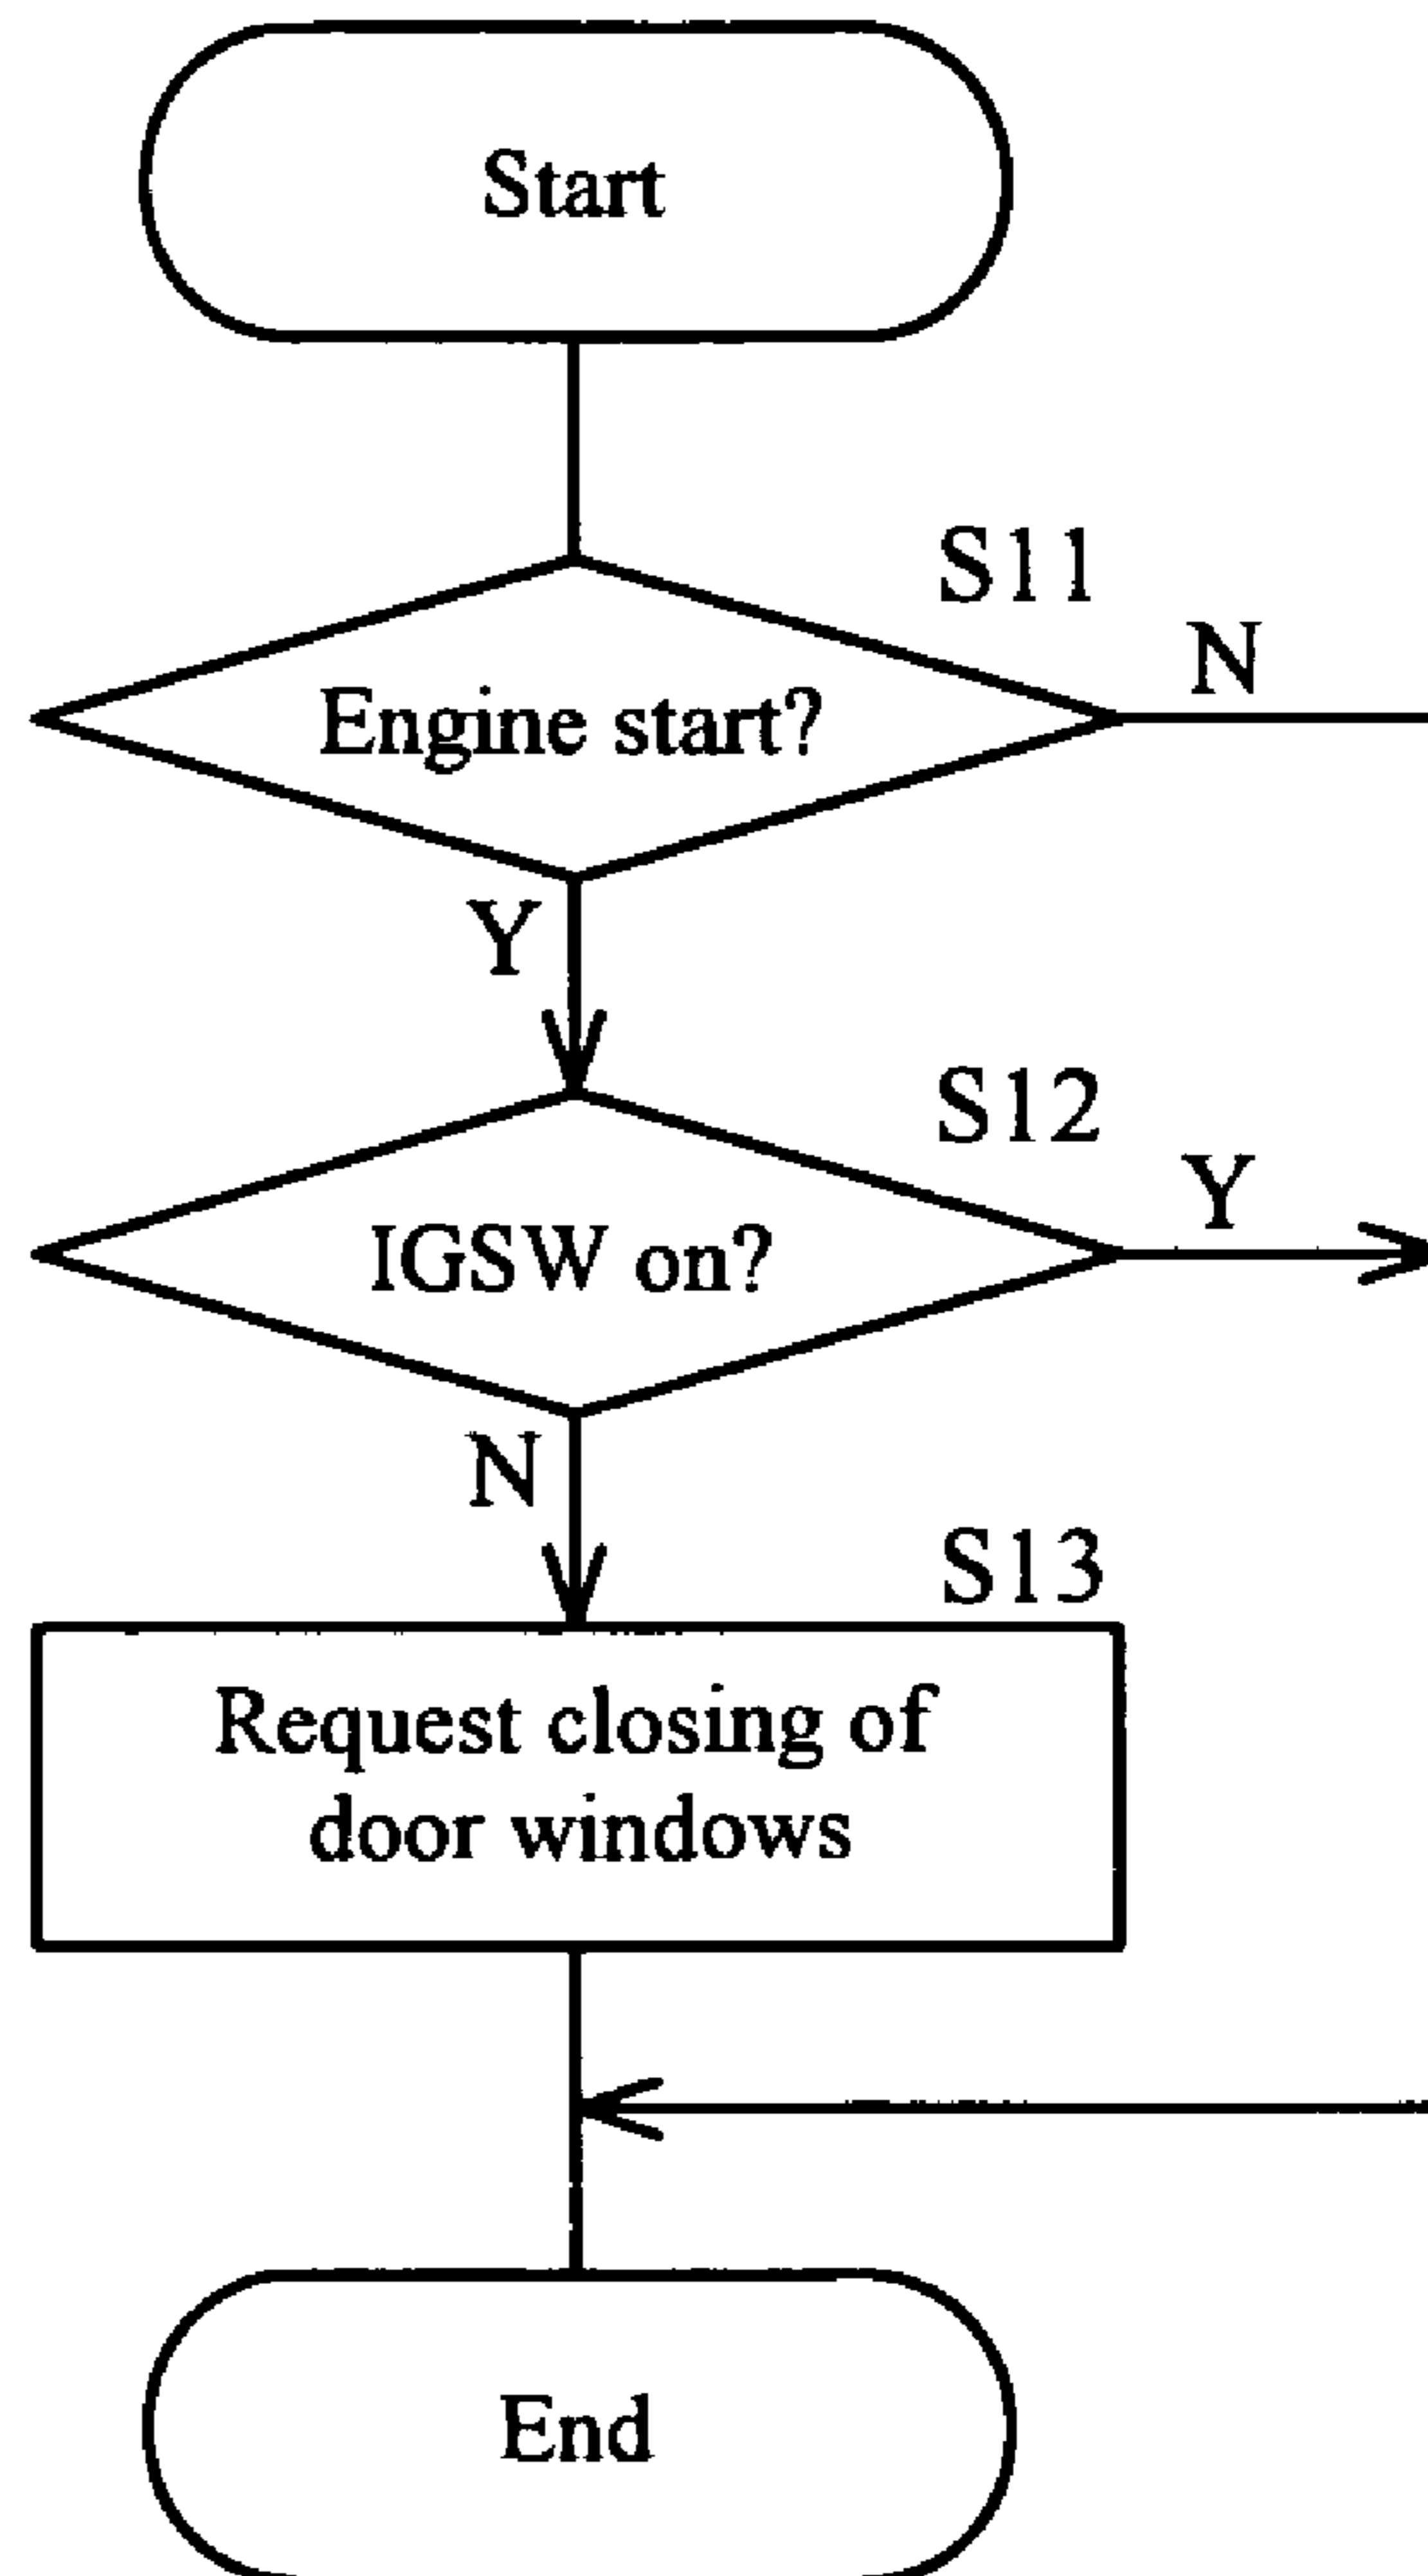 Start
S11
N
Engine start?
Y
S12
Y
IGSW on?
N
S13
Request closing of
door windows
End